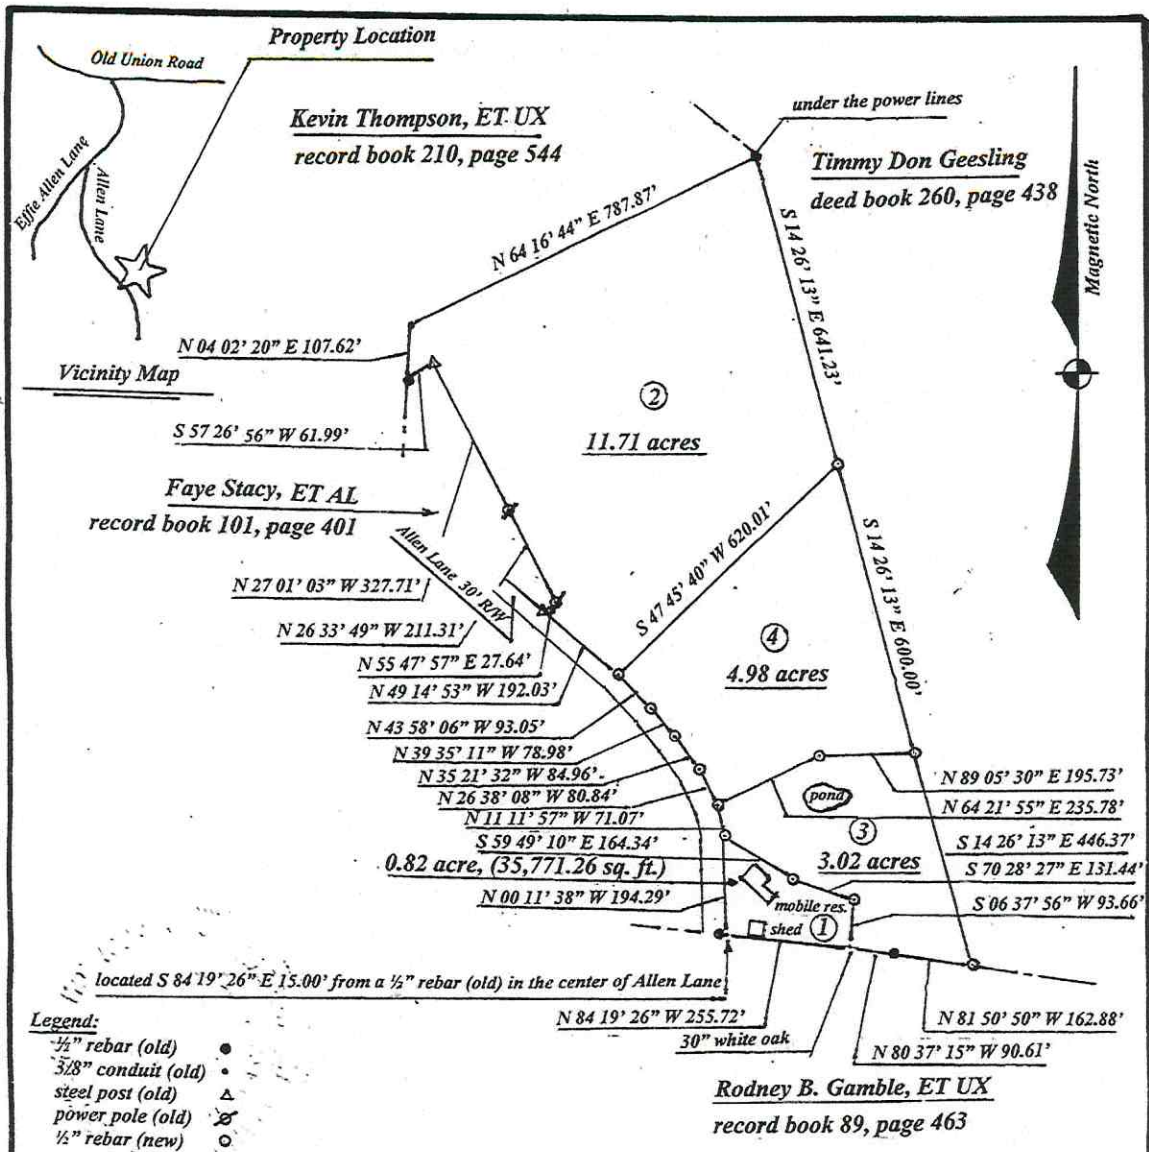 Property Location
Old Union Road
Effie Allen Lane
Allen Lane
Vicinity Map
Kevin Thompson, ET UX
record book 210, page 544
under the power lines
Timmy Don Geesling
deed book 260, page 438
Magnetic North
N 64 16' 44" E 787.87'
S 14 26' 13" E 641.23'
N 04 02' 20" E 107.62'
S 57 26' 56" W 61.99'
2
11.71 acres
Faye Stacy, ET AL
record book 101, page 401
Allen Lane 30' R/W
S 47 45' 40" W 620.01'
S 14 26' 13" E 600.00'
N 27 01' 03" W 327.71'
N 26 33' 49" W 211.31'
N 55 47' 57" E 27.64'
N 49 14' 53" W 192.03'
N 43 58' 06" W 93.05'
N 39 35' 11" W 78.98'
N 35 21' 32" W 84.96'
N 26 38' 08" W 80.84'
N 11 11' 57" W 71.07'
S 59 49' 10" E 164.34'
0.82 acre, (35,771.26 sq. ft.)
N 00 11' 38" W 194.29'
4
4.98 acres
N 89 05' 30" E 195.73'
N 64 21' 55" E 235.78'
pond
3
3.02 acres
S 14 26' 13" E 446.37'
S 70 28' 27" E 131.44'
S 06 37' 56" W 93.66'
mobile res.
shed 1
located S 84 19' 26" E 15.00' from a ½" rebar (old) in the center of Allen Lane
N 84 19' 26" W 255.72'
30" white oak
N 81 50' 50" W 162.88'
N 80 37' 15" W 90.61'
Rodney B. Gamble, ET UX
record book 89, page 463
Legend:
½" rebar (old)
3/8" conduit (old)
steel post (old)
power pole (old)
½" rebar (new)